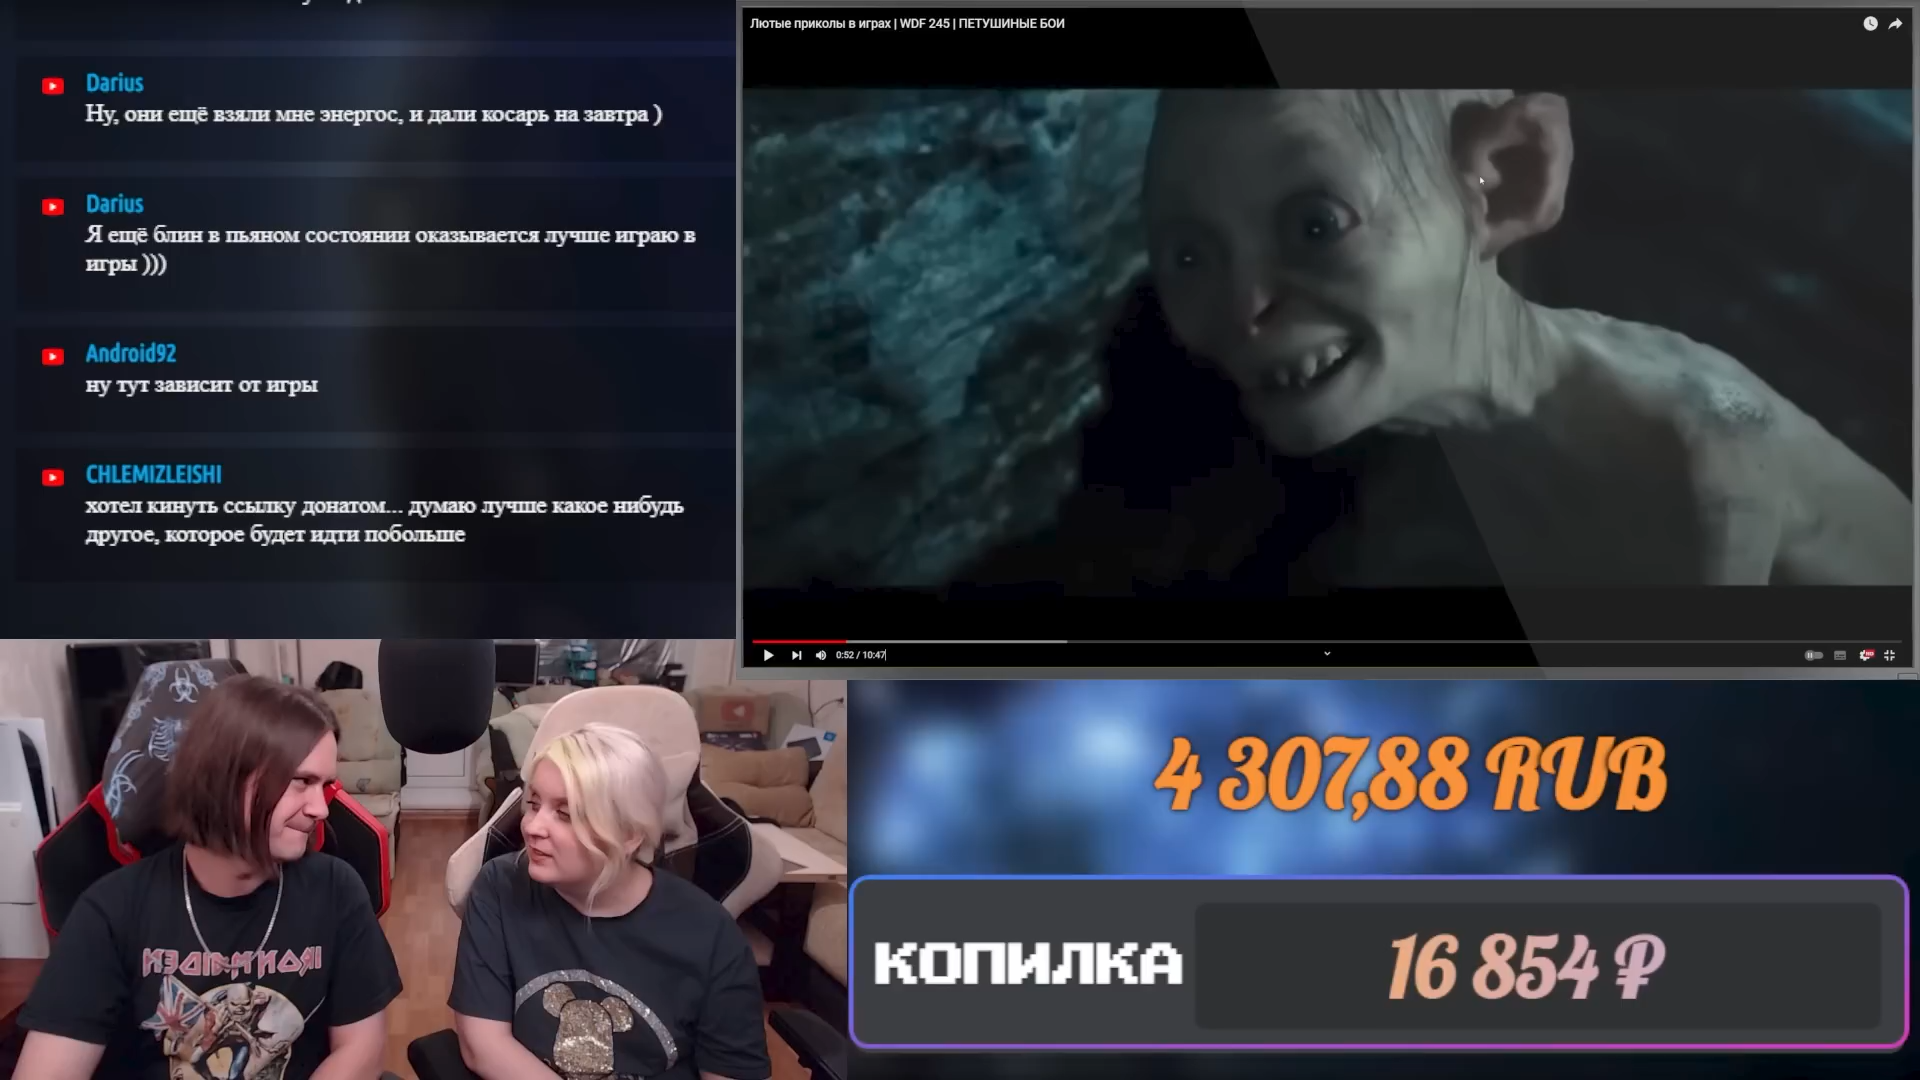 Darius
Ну, они ещё взяли мне энергос, и дали косарь на завтра )
Darius
Я ещё блин в пьяном состоянии оказывается лучше играю в
игры )))
Android92
ну тут зависит от игры
CHLEMIZLEISHI
хотел кинуть ссылку донатом... думаю лучше какое нибудь
другое, которое будет идти побольше
Лютые приколы в играх | WDF 245 | ПЕТУШИНЫЕ БОИ
0:52 / 10:47
IRON MAIDEN
4 307,88 RUB
КОПИЛКА
16 854 ₽